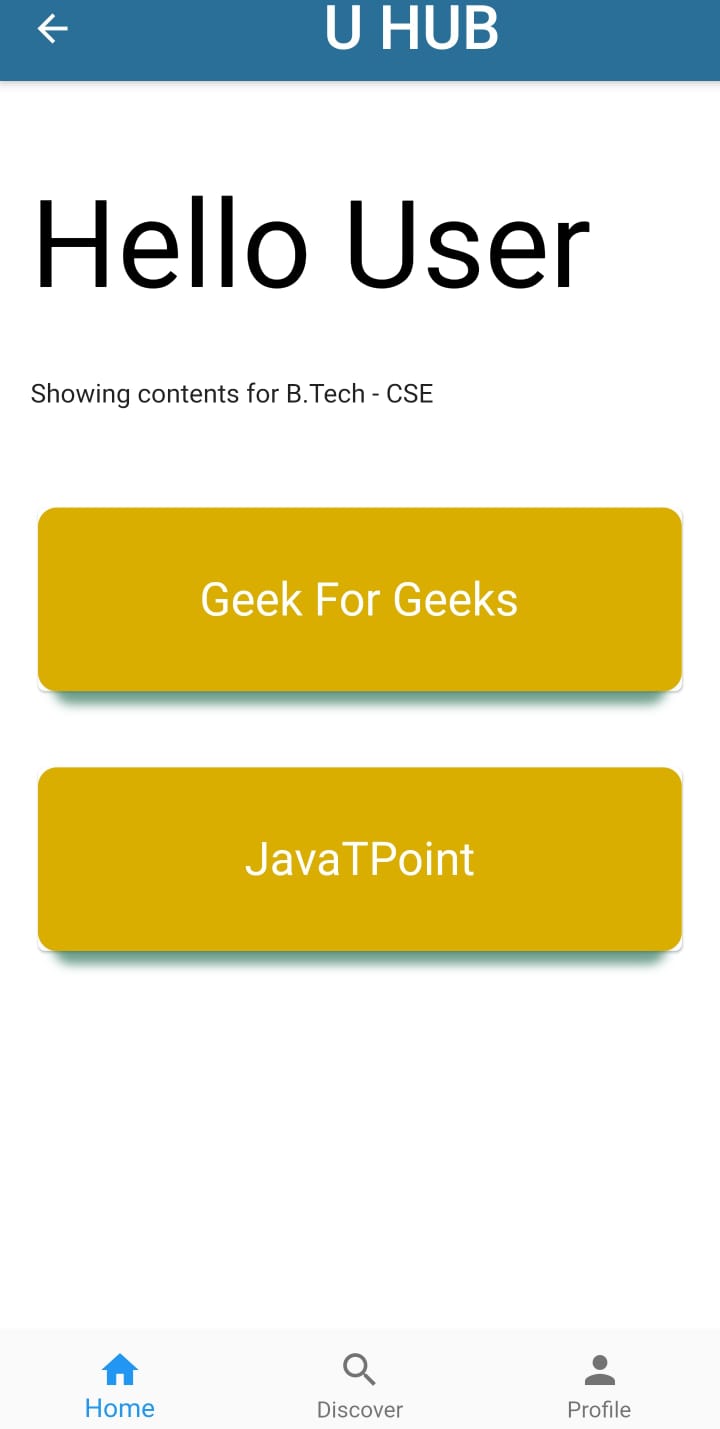 U HUB
Hello User
Showing contents for B.Tech - CSE
Geek For Geeks
JavaTPoint
Home Discover Profile